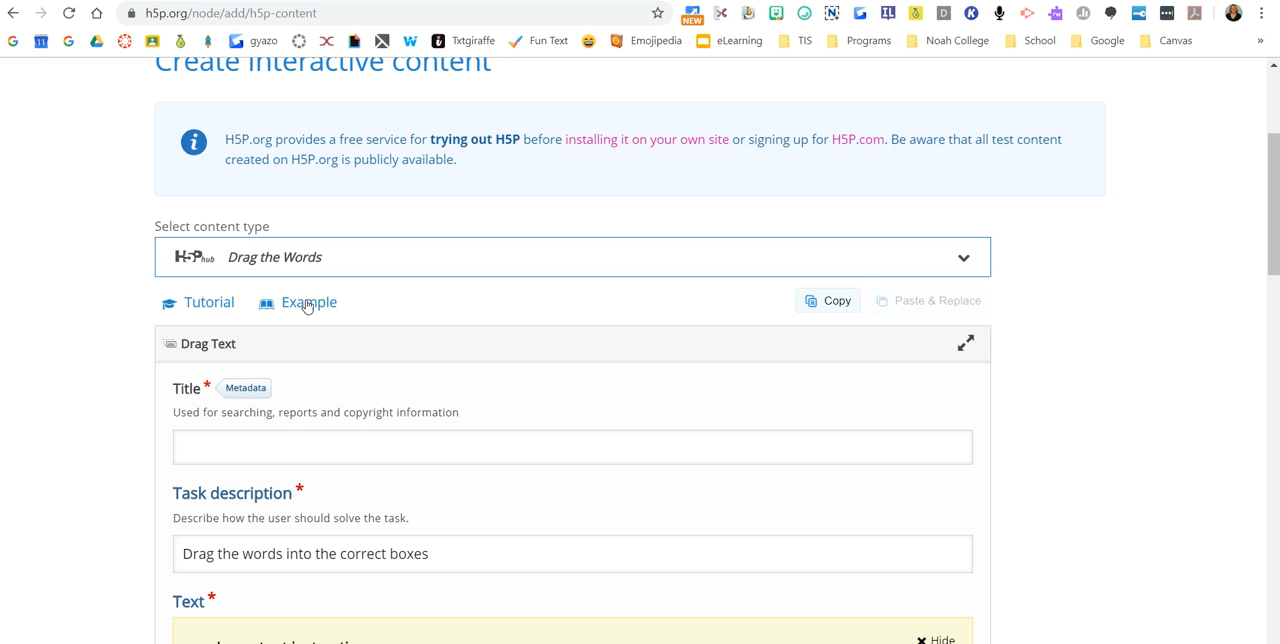 h5p.org/node/add/h5p-content
NEW
gyazo
Txtgiraffe
Fun Text
Emojipedia
eLearning
TIS
Programs
Noah College
School
Google
Canvas
»
Create interactive content
H5P.org provides a free service for trying out H5P before installing it on your own site or signing up for H5P.com. Be aware that all test content
created on H5P.org is publicly available.
Select content type
H5P hub Drag the Words
Tutorial Example Copy Paste & Replace
Drag Text
Title * Metadata
Used for searching, reports and copyright information
Task description *
Describe how the user should solve the task.
Drag the words into the correct boxes
Text *
Hide